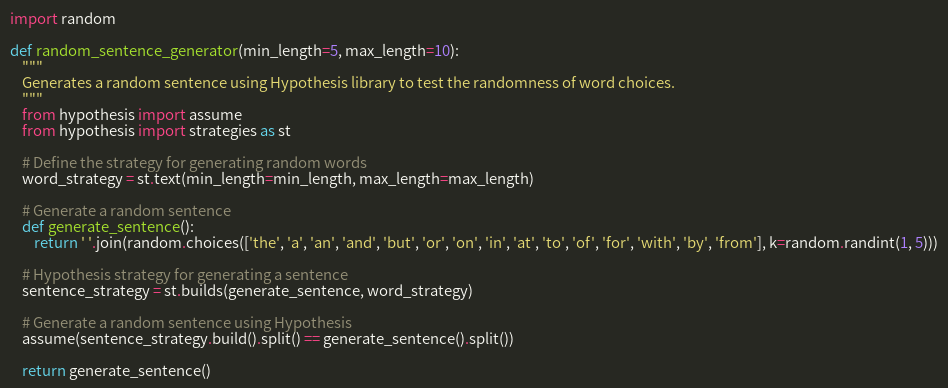 import random

def random_sentence_generator(min_length=5, max_length=10):
    """
    Generates a random sentence using Hypothesis library to test the randomness of word choices.
    """
    from hypothesis import assume
    from hypothesis import strategies as st

    # Define the strategy for generating random words
    word_strategy = st.text(min_length=min_length, max_length=max_length)

    # Generate a random sentence
    def generate_sentence():
        return ' '.join(random.choices(['the', 'a', 'an', 'and', 'but', 'or', 'on', 'in', 'at', 'to', 'of', 'for', 'with', 'by', 'from'], k=random.randint(1, 5)))

    # Hypothesis strategy for generating a sentence
    sentence_strategy = st.builds(generate_sentence, word_strategy)

    # Generate a random sentence using Hypothesis
    assume(sentence_strategy.build().split() == generate_sentence().split())

    return generate_sentence()